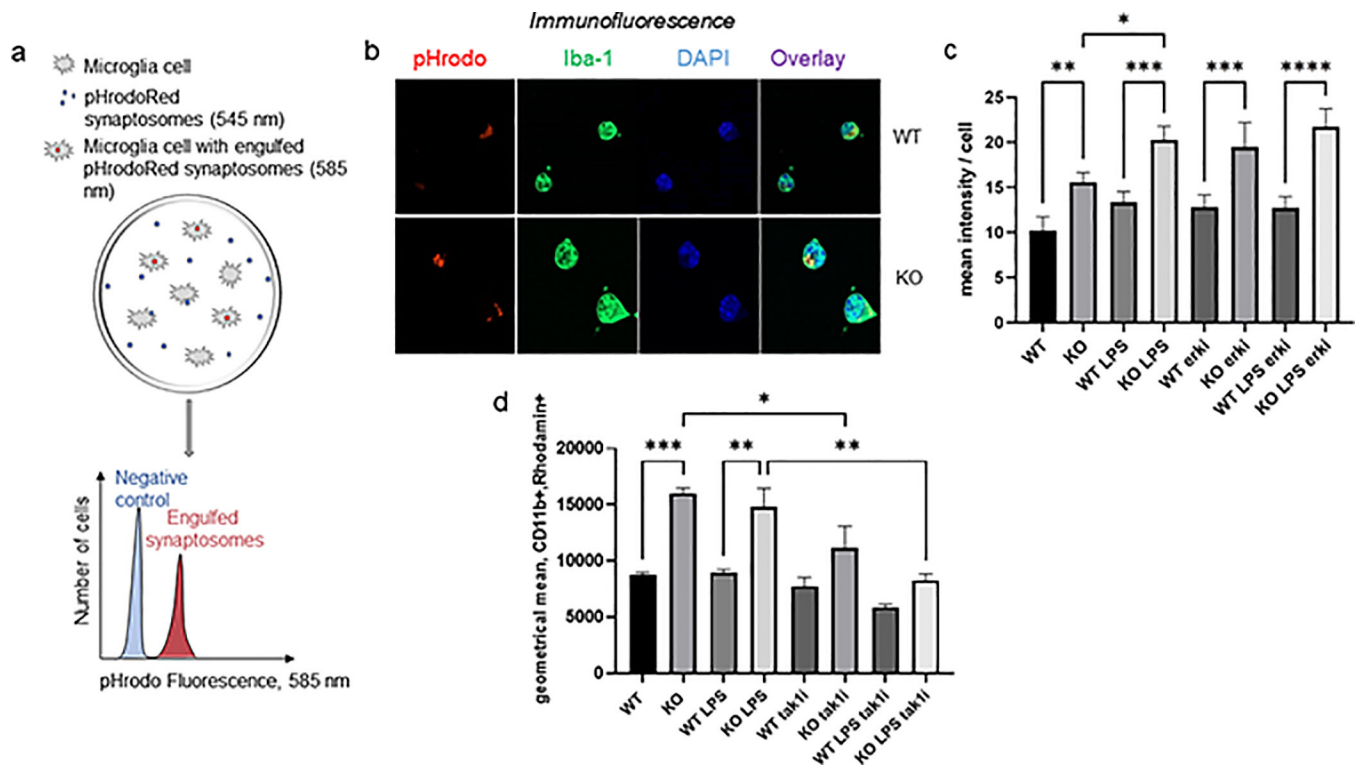 a
Microglia cell
pHrodoRed
synaptosomes (545 nm)
Microglia cell with engulfed
pHrodoRed synaptosomes (585
nm)
Negative
control
Engulfed
synaptosomes
Number of cells
pHrodo Fluorescence, 585 nm
Immunofluorescence
b
pHrodo Iba-1 DAPI Overlay
WT
KO
c
*
** *** *** ****
mean intensity / cell
25
20
15
10
5
0
WT KO WT LPS KO LPS WT erki KO erki WT LPS erki KO LPS erki
d
*
*** ** **
geometrical mean, CD11b+,Rhodamin+
20000
15000
10000
5000
0
WT KO WT LPS KO LPS WT tak1i KO tak1i WT LPS tak1i KO LPS tak1i